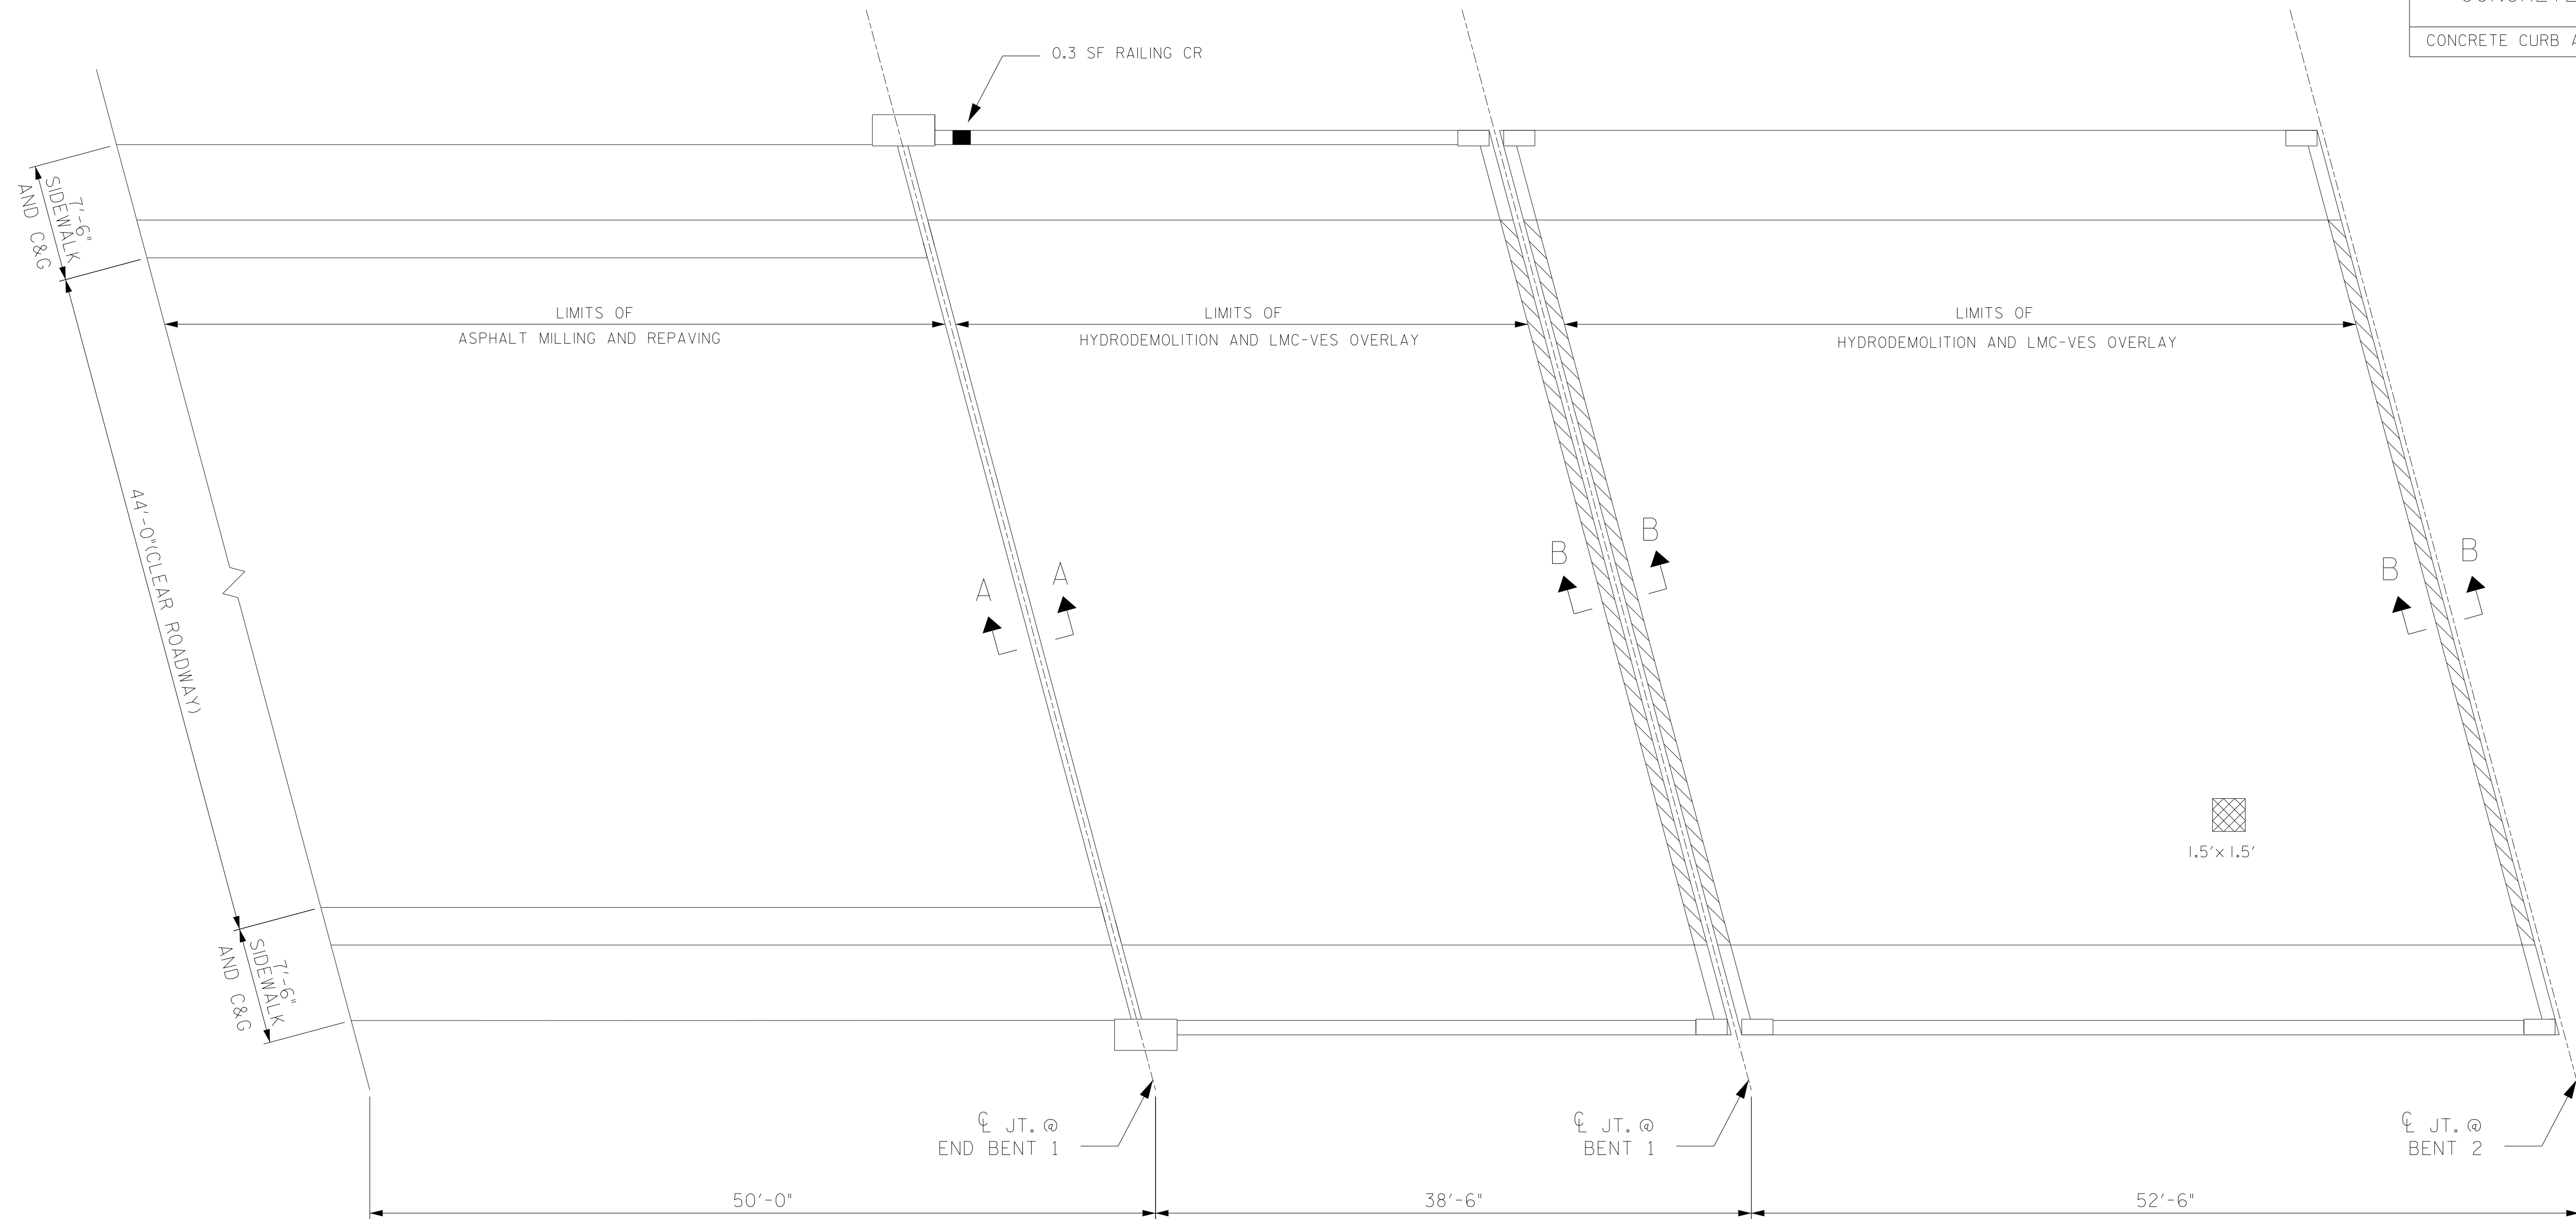 CONCRETE CURB A
0.3 SF RAILING CR
7'-6"
SIDEWALK
AND C&G
LIMITS OF
ASPHALT MILLING AND REPAVING
LIMITS OF
HYDRODEMOLITION AND LMC-VES OVERLAY
LIMITS OF
HYDRODEMOLITION AND LMC-VES OVERLAY
44'-0"(CLEAR ROADWAY)
A
A
B
B
B
B
1.5'x 1.5'
7'-6"
SIDEWALK
AND C&G
℄ JT. @
END BENT 1
℄ JT. @
BENT 1
℄ JT. @
BENT 2
50'-0"
38'-6"
52'-6"